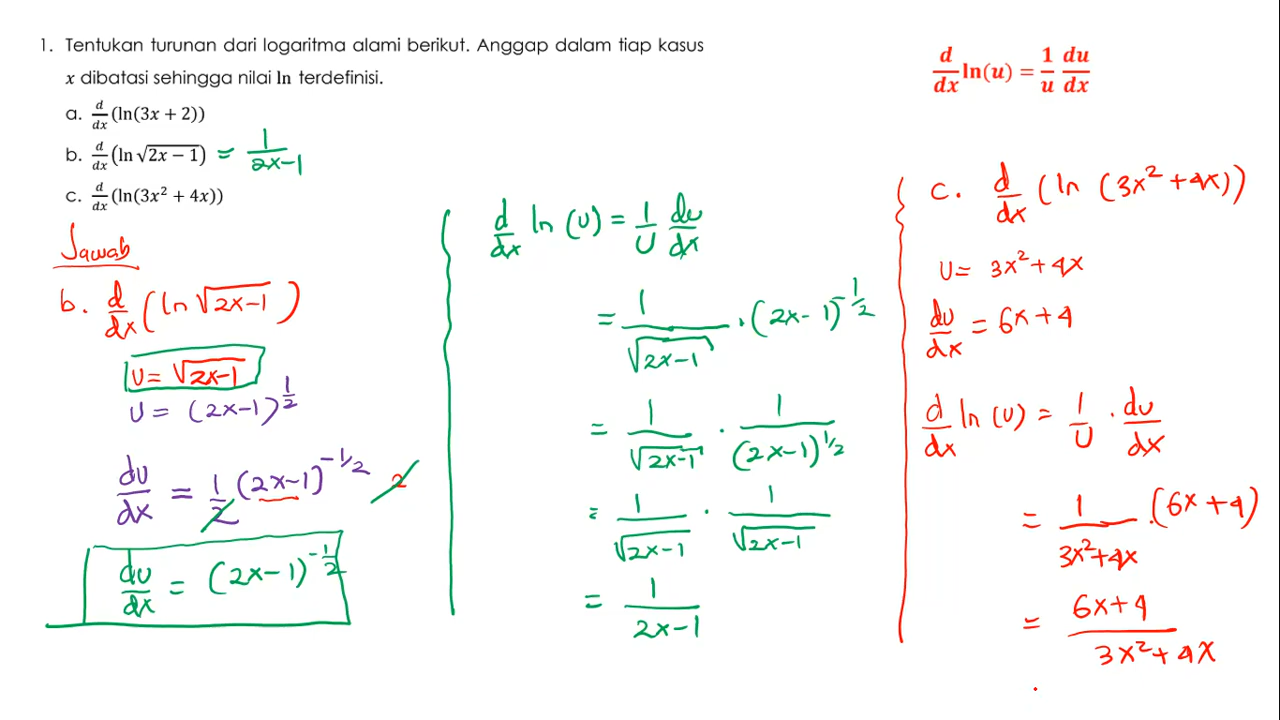 1. Tentukan turunan dari logaritma alami berikut. Anggap dalam tiap kasus
x dibatasi sehingga nilai ln terdefinisi.
a. d/dx (ln(3x + 2))
b. d/dx (ln √(2x − 1)) = 1/(2x-1)
c. d/dx (ln(3x² + 4x))
d/dx ln(u) = 1/u du/dx
Jawab
b. d/dx (ln √(2x-1))
U = √(2x-1)
U = (2x-1)^(1/2)
du/dx = 1/2 (2x-1)^(-1/2) 2
du/dx = (2x-1)^(-1/2)
d/dx ln (U) = 1/U du/dx
= 1/√(2x-1) · (2x-1)^(-1/2)
= 1/√(2x-1) · 1/(2x-1)^(1/2)
= 1/√(2x-1) · 1/√(2x-1)
= 1/(2x-1)
c. d/dx (ln (3x²+4x))
U = 3x²+4x
du/dx = 6x+4
d/dx ln (U) = 1/U · du/dx
= 1/(3x²+4x) · (6x+4)
= (6x+4)/(3x²+4x)